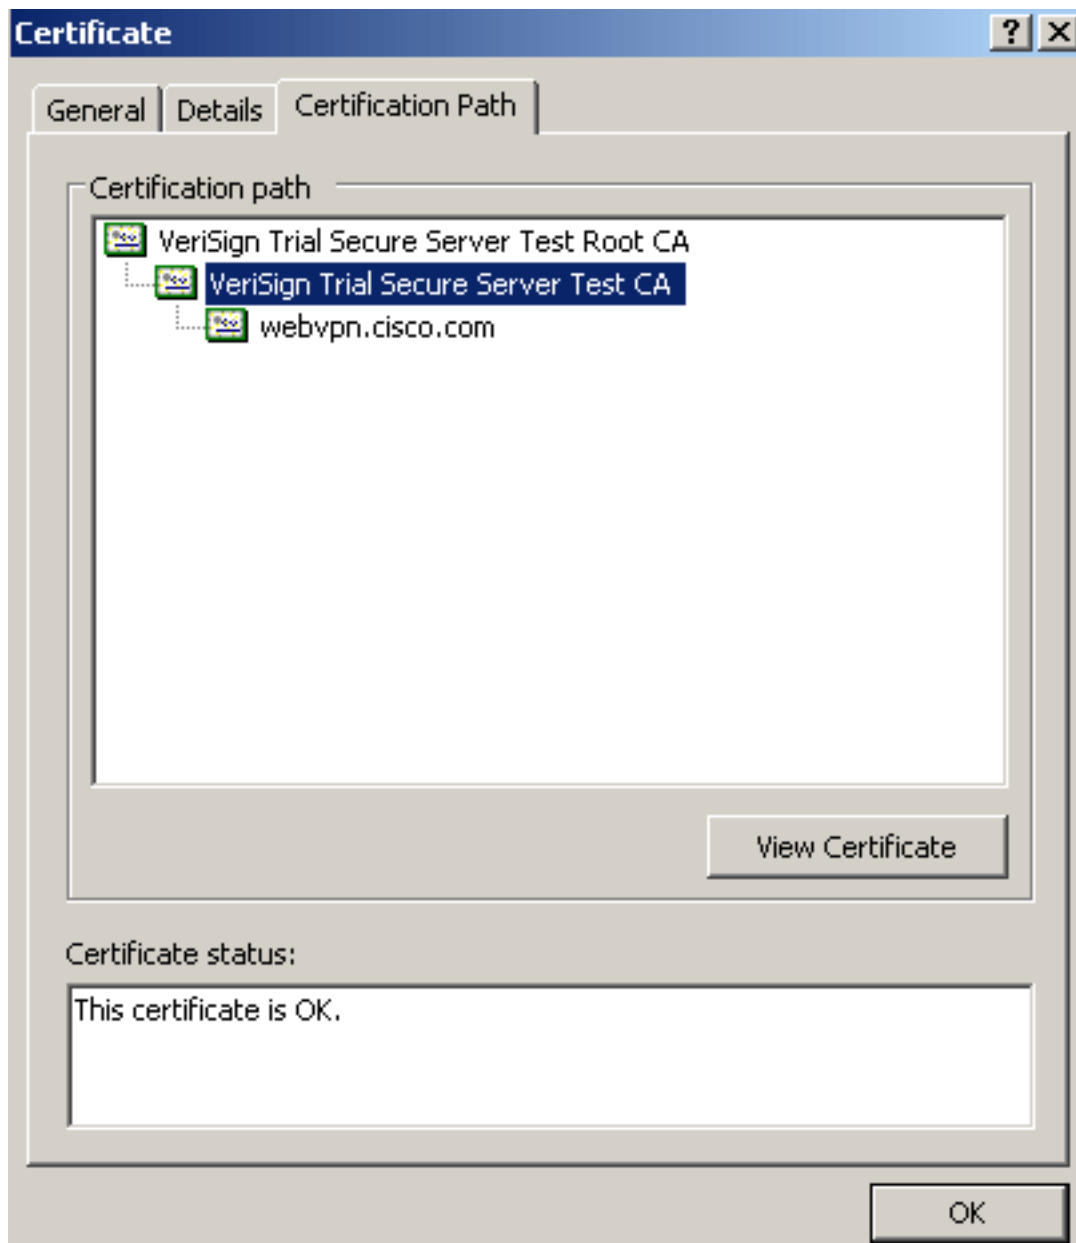 Certificate
General
Details
Certification Path
Certification path
VeriSign Trial Secure Server Test Root CA
VeriSign Trial Secure Server Test CA
webvpn.cisco.com
View Certificate
Certificate status:
This certificate is OK.
OK